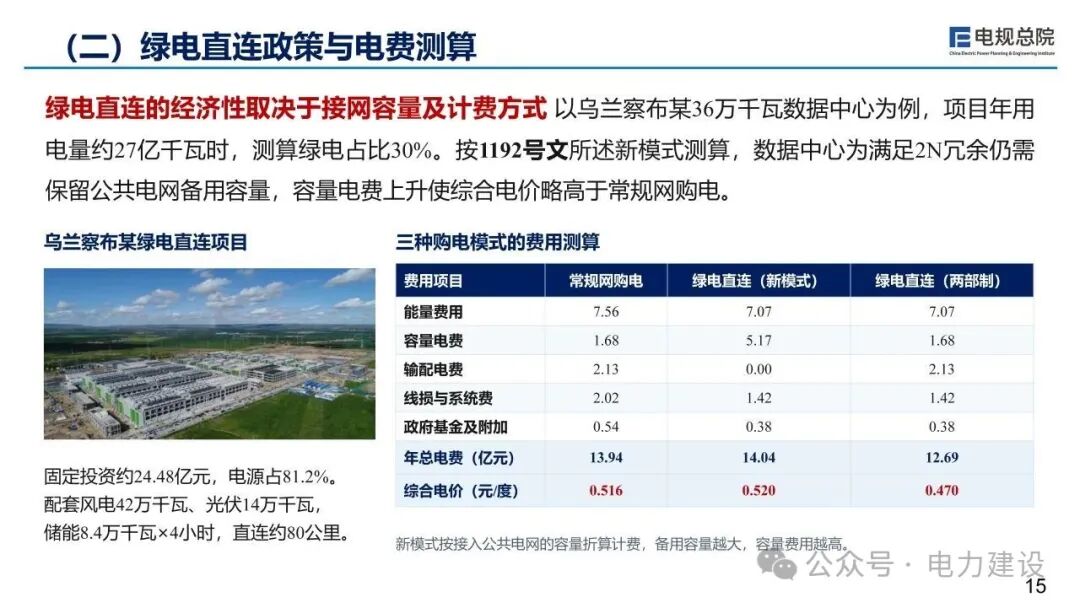 （二）绿电直连政策与电费测算
电规总院
China Electric Power Planning & Engineering Institute
绿电直连的经济性取决于接网容量及计费方式 以乌兰察布某36万千瓦数据中心为例，项目年用
电量约27亿千瓦时，测算绿电占比30%。按1192号文所述新模式测算，数据中心为满足2N冗余仍需
保留公共电网备用容量，容量电费上升使综合电价略高于常规网购电。
乌兰察布某绿电直连项目
固定投资约24.48亿元，电源占81.2%。
配套风电42万千瓦、光伏14万千瓦，
储能8.4万千瓦×4小时，直连约80公里。
三种购电模式的费用测算
费用项目 常规网购电 绿电直连（新模式） 绿电直连（两部制）
能量费用 7.56 7.07 7.07
容量电费 1.68 5.17 1.68
输配电费 2.13 0.00 2.13
线损与系统费 2.02 1.42 1.42
政府基金及附加 0.54 0.38 0.38
年总电费（亿元） 13.94 14.04 12.69
综合电价（元/度） 0.516 0.520 0.470
新模式按接入公共电网的容量折算计费，备用容量越大，容量费用越高。
公众号 · 电力建设
15